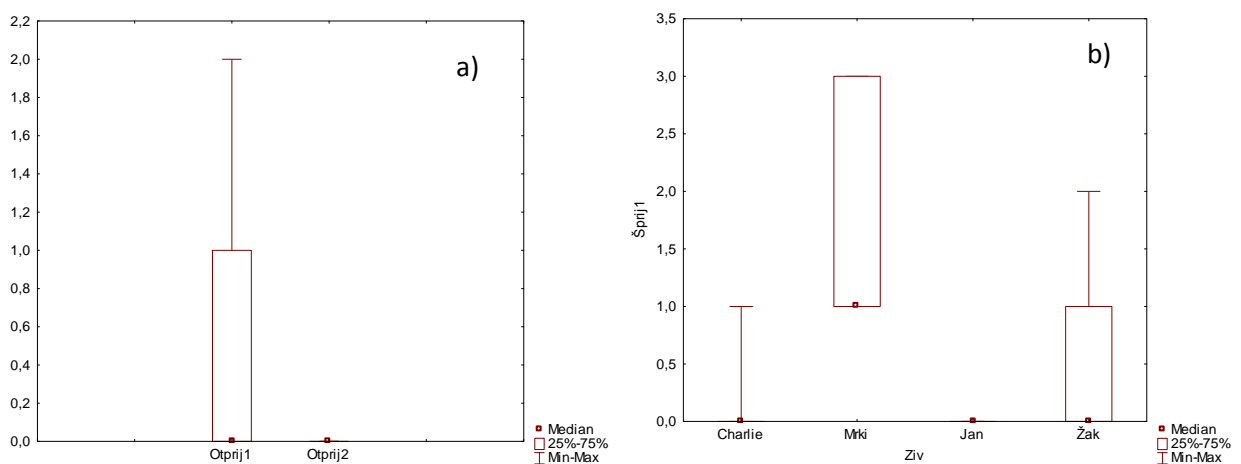 2,2
2,0
1,8
1,6
1,4
1,2
1,0
0,8
0,6
0,4
0,2
0,0
a)
Otprij1 Otprij2
Median
25%-75%
Min-Max
3,5
3,0
2,5
2,0
1,5
1,0
0,5
0,0
Šprij1
b)
Charlie Mrki Jan Žak
Ziv
Median
25%-75%
Min-Max